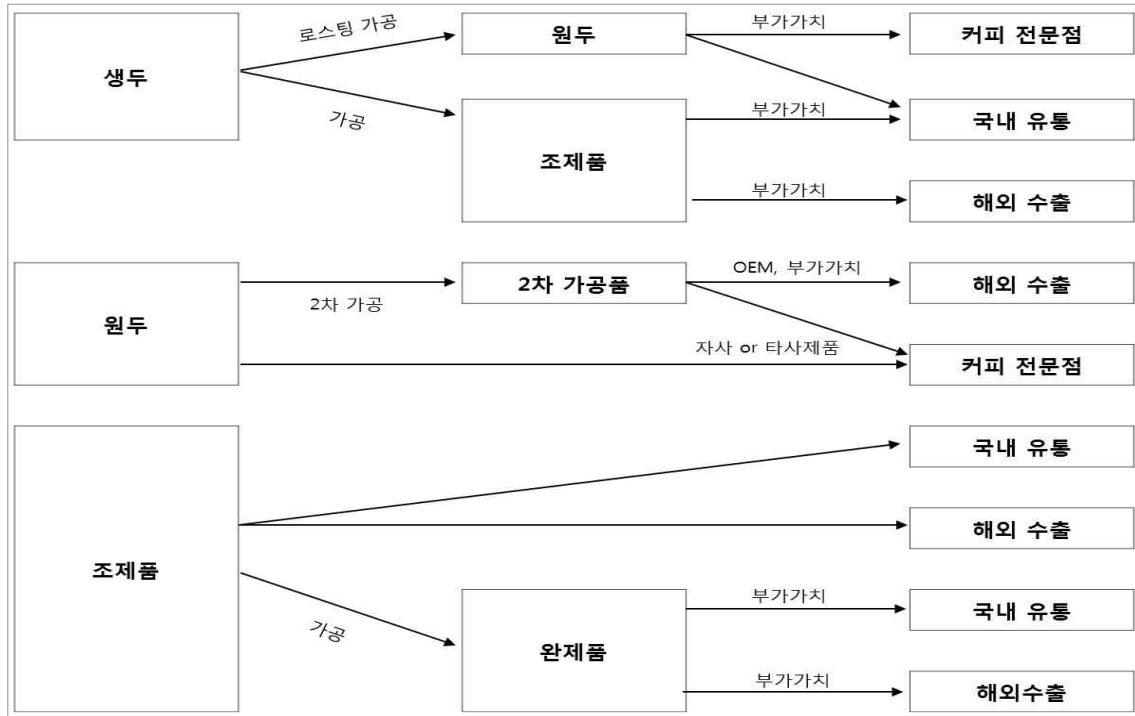 생두
로스팅 가공
가공
원두
조제품
부가가치
부가가치
부가가치
커피 전문점
국내 유통
해외 수출
원두
2차 가공
2차 가공품
OEM, 부가가치
자사 or 타사제품
해외 수출
커피 전문점
조제품
가공
국내 유통
해외 수출
완제품
부가가치
부가가치
국내 유통
해외수출